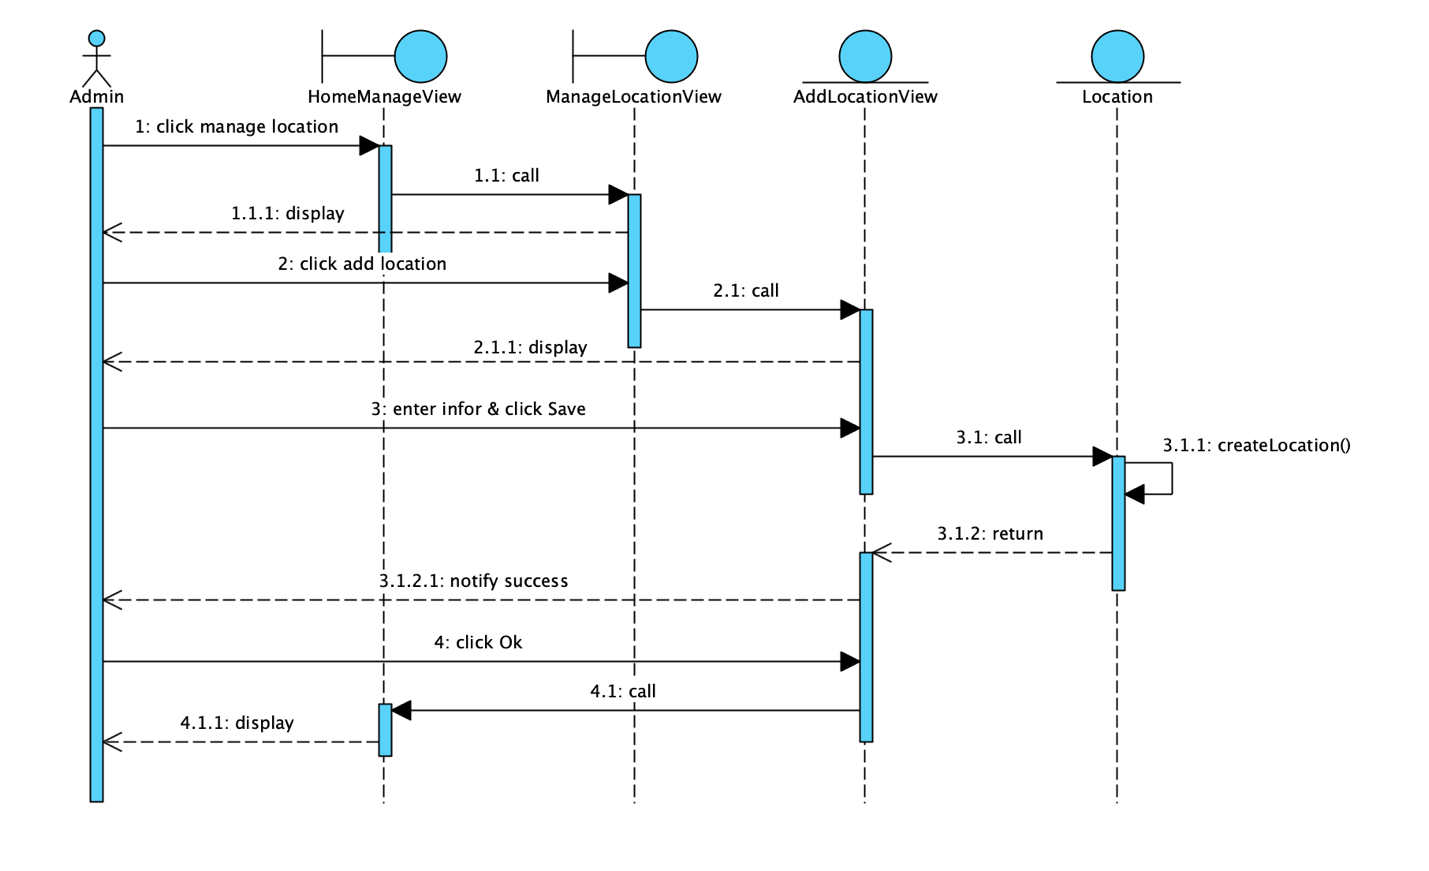 Admin
HomeManageView
ManageLocationView
AddLocationView
Location
1: click manage location
1.1: call
1.1.1: display
2: click add location
2.1: call
2.1.1: display
3: enter infor & click Save
3.1: call
3.1.1: createLocation()
3.1.2: return
3.1.2.1: notify success
4: click Ok
4.1: call
4.1.1: display